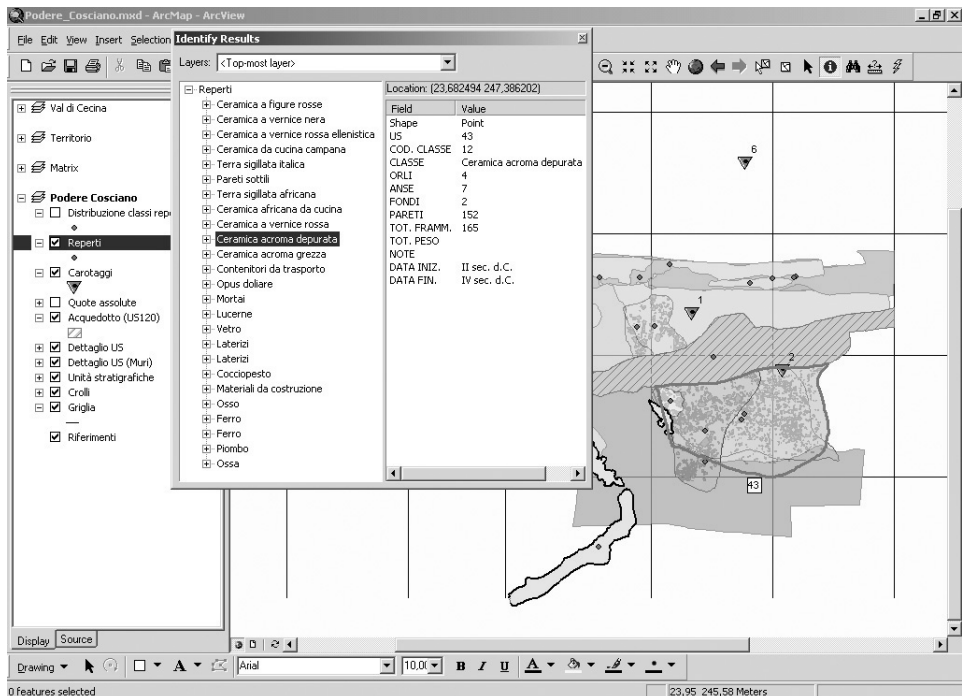 Podere_Cosciano.mxd - ArcMap - ArcView
File Edit View Insert Selection
Identify Results
Layers: <Top-most layer>
Location: (23,682494 247,386202)
Reperti
Ceramica a figure rosse
Ceramica a vernice nera
Ceramica a vernice rossa ellenistica
Ceramica da cucina campana
Terra sigillata italica
Pareti sottili
Terra sigillata africana
Ceramica africana da cucina
Ceramica a vernice rossa
Ceramica acroma depurata
Ceramica acroma grezza
Contenitori da trasporto
Opus doliare
Mortai
Lucerne
Vetro
Laterizi
Laterizi
Cocciopesto
Materiali da costruzione
Osso
Ferro
Ferro
Piombo
Ossa
Field Value
Shape Point
US 43
COD. CLASSE 12
CLASSE Ceramica acroma depurata
ORLI 4
ANSE 7
FONDI 2
PARETI 152
TOT. FRAMM. 165
TOT. PESO
NOTE
DATA INIZ. II sec. d.C.
DATA FIN. IV sec. d.C.
Val di Cecina
Territorio
Matrix
Podere Cosciano
Distribuzione classi repe
Reperti
Carotaggi
Quote assolute
Acquedotto (US120)
Dettaglio US
Dettaglio US (Muri)
Unità stratigrafiche
Crolli
Griglia
Riferimenti
6
1
2
43
Display Source
Drawing A Arial 10,0( B I U A
0 features selected
23,95 245,58 Meters